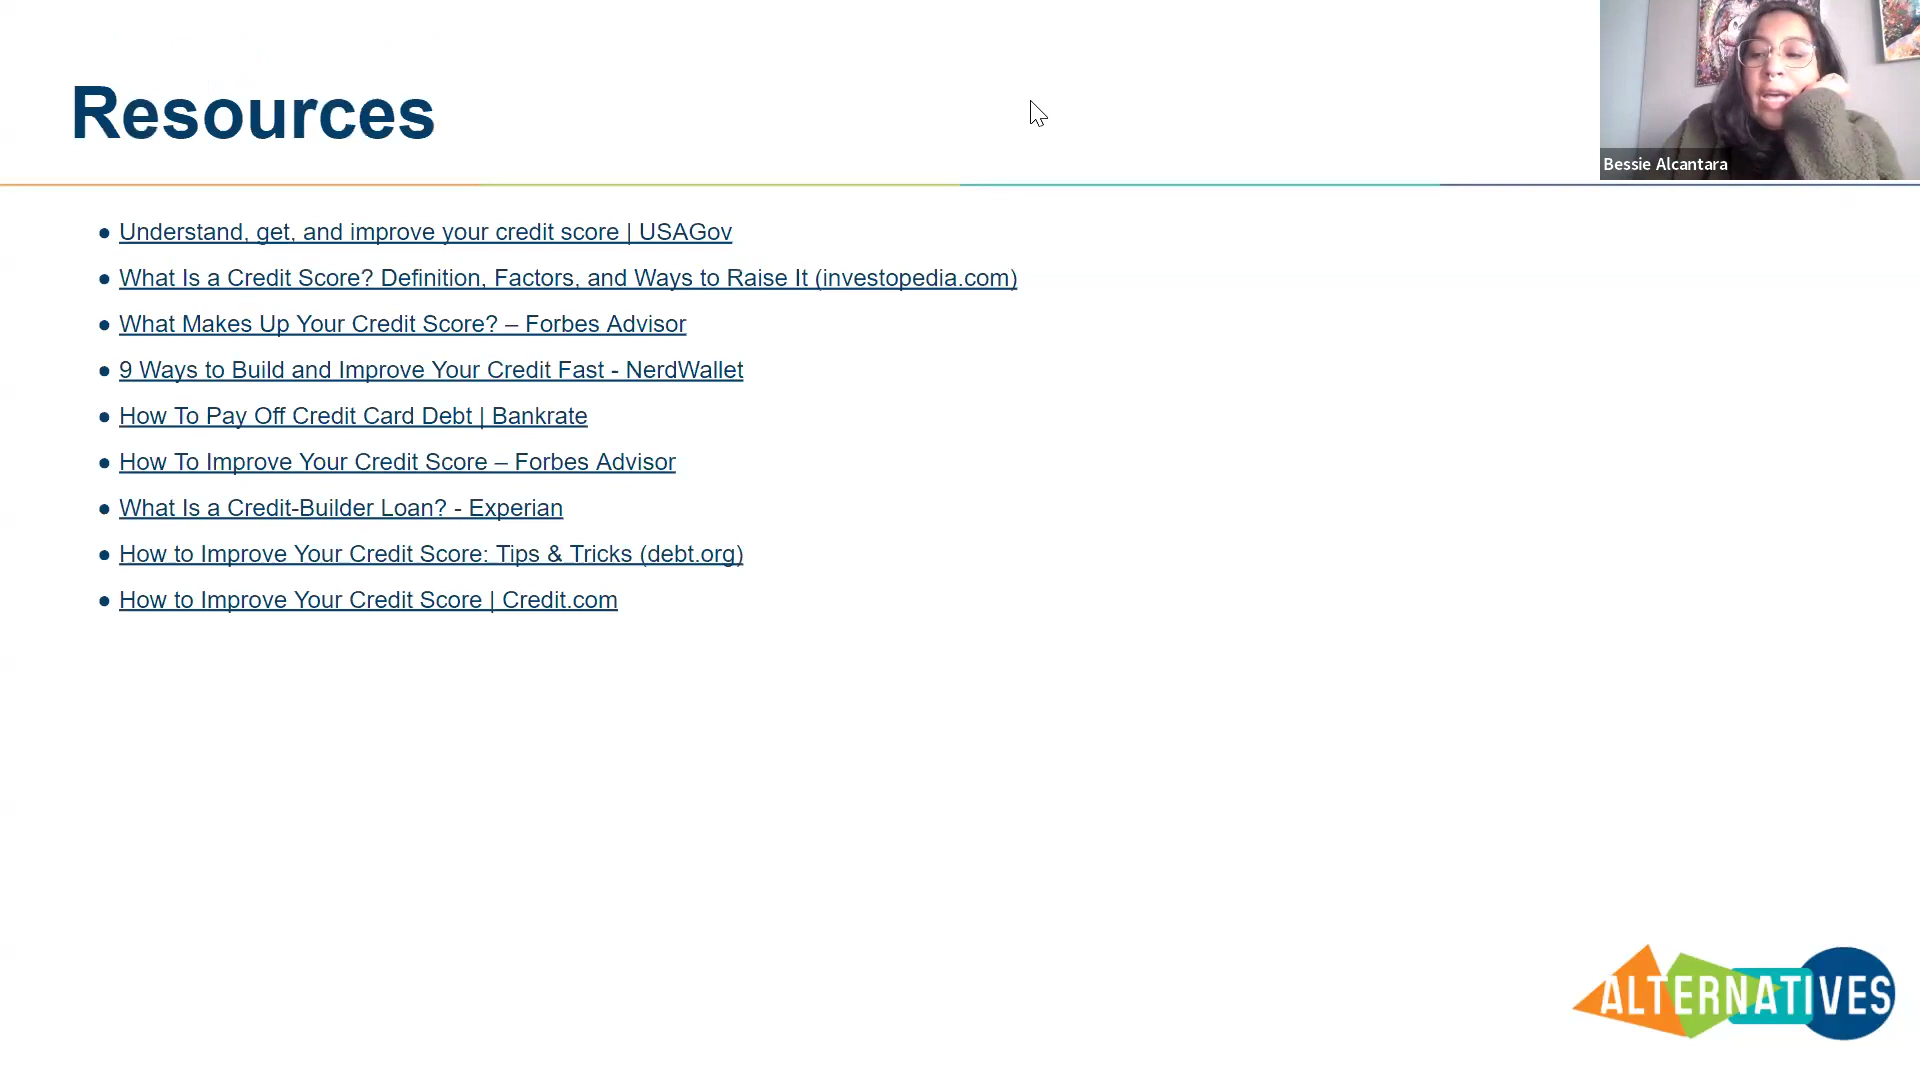 Resources
Bessie Alcantara
Understand, get, and improve your credit score | USAGov
What Is a Credit Score? Definition, Factors, and Ways to Raise It (investopedia.com)
What Makes Up Your Credit Score? – Forbes Advisor
9 Ways to Build and Improve Your Credit Fast - NerdWallet
How To Pay Off Credit Card Debt | Bankrate
How To Improve Your Credit Score – Forbes Advisor
What Is a Credit-Builder Loan? - Experian
How to Improve Your Credit Score: Tips & Tricks (debt.org)
How to Improve Your Credit Score | Credit.com
ALTERNATIVES